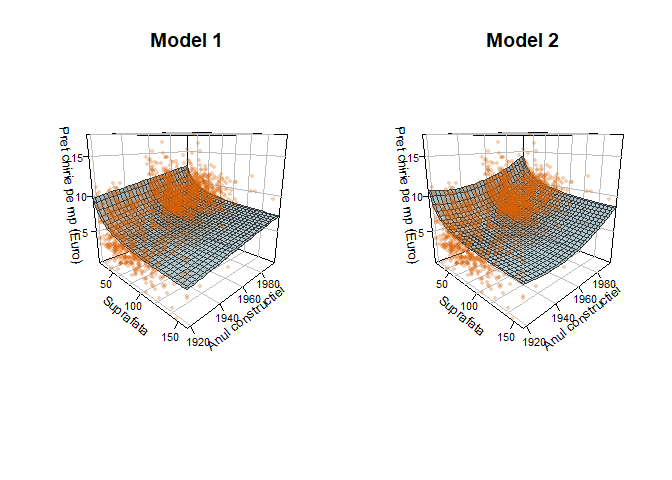 Model 1
Pret chirie pe mp (Euro)
15
10
5
50
100
150
Suprafata
1920
1940
1960
1980
Anul constructiei
Model 2
Pret chirie pe mp (Euro)
15
10
5
50
100
150
Suprafata
1920
1940
1960
1980
Anul constructiei